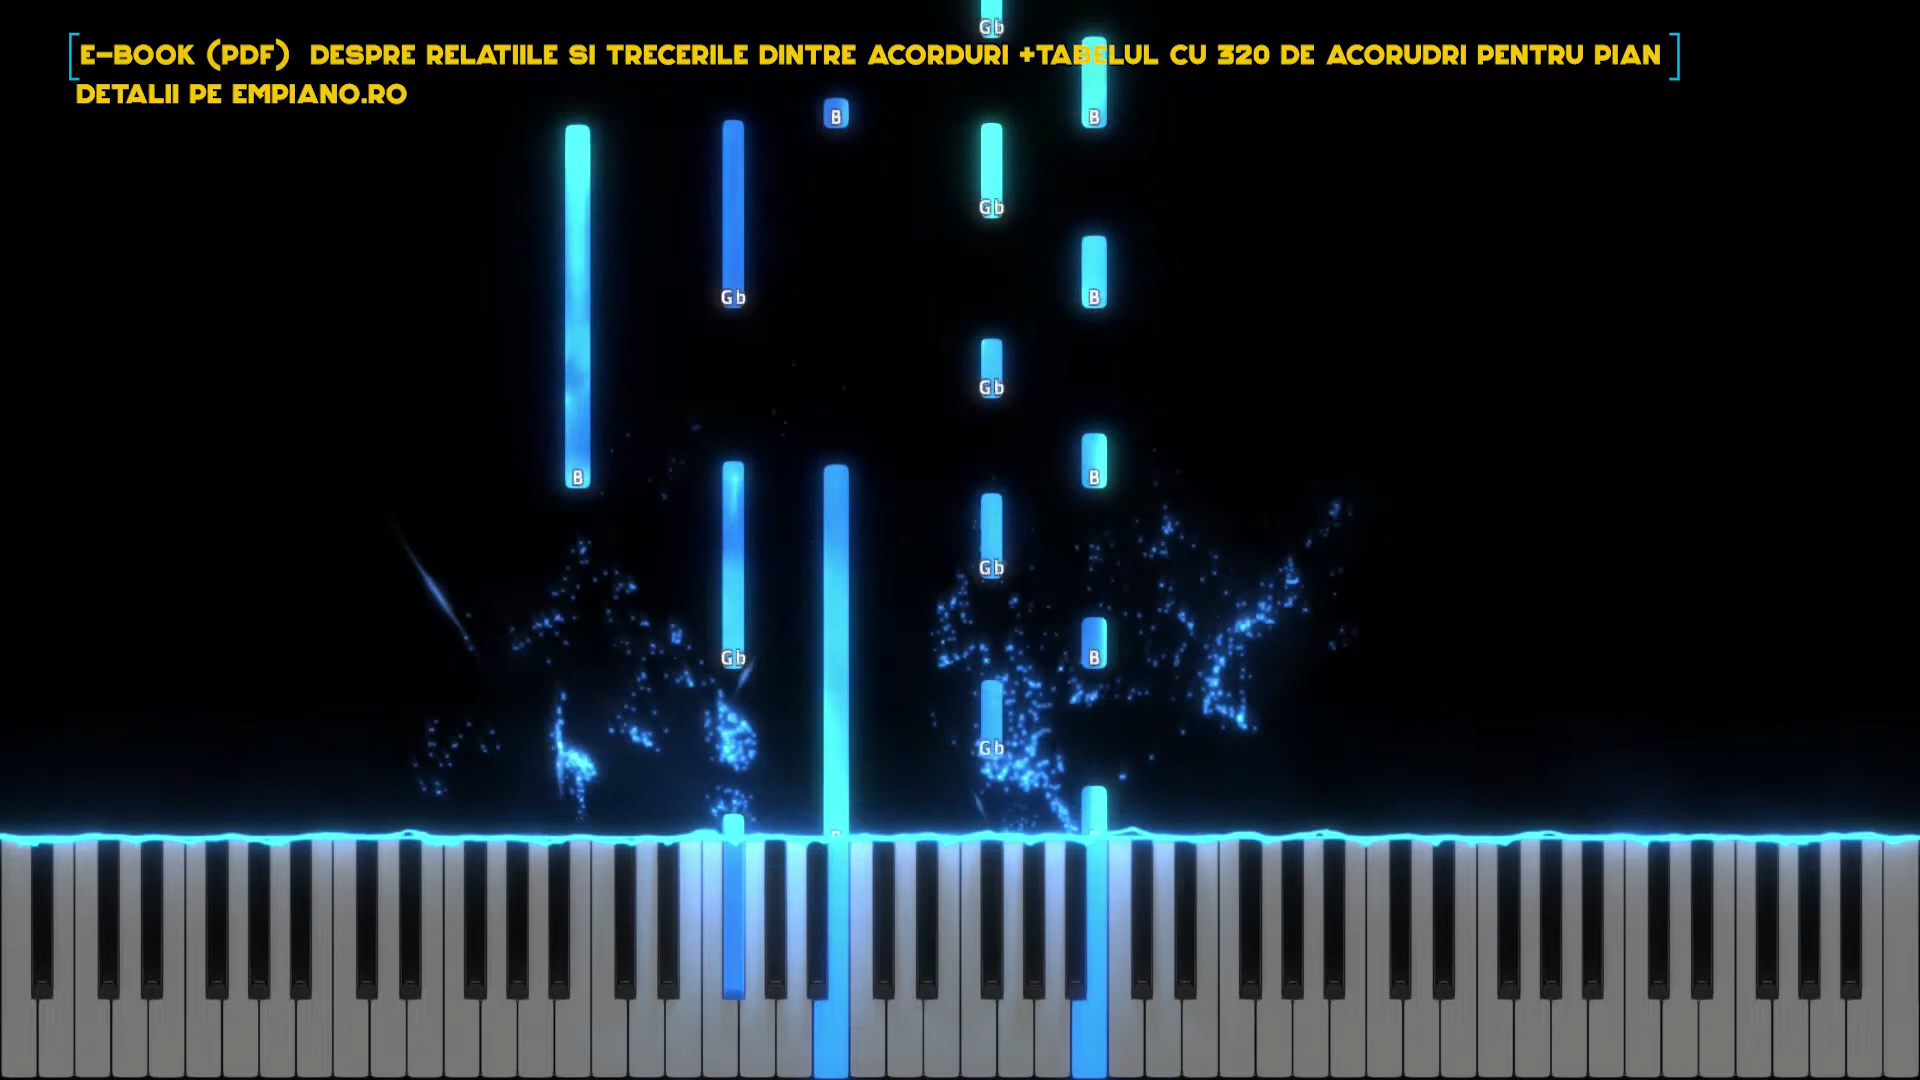 E-BOOK (PDF) DESPRE RELATIILE SI TRECERILE DINTRE ACORDURI +TABELUL CU 320 DE ACORUDRI PENTRU PIAN
DETALII PE EMPIANO.RO
Gb
B
B
Gb
Gb
B
B
Gb
B
B
Gb
Gb
B
Gb